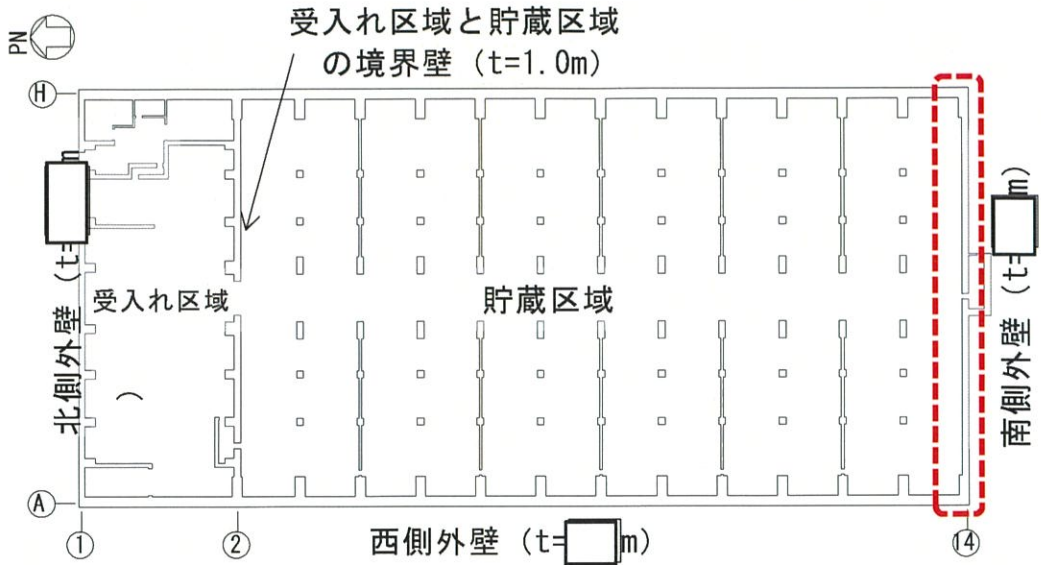 PN
受入れ区域と貯蔵区域
の境界壁 (t=1.0m)
H
北側外壁 (t=
m
受入れ区域
)
貯蔵区域
南側外壁 (t=
m)
A
1
2
西側外壁 (t=
m)
14